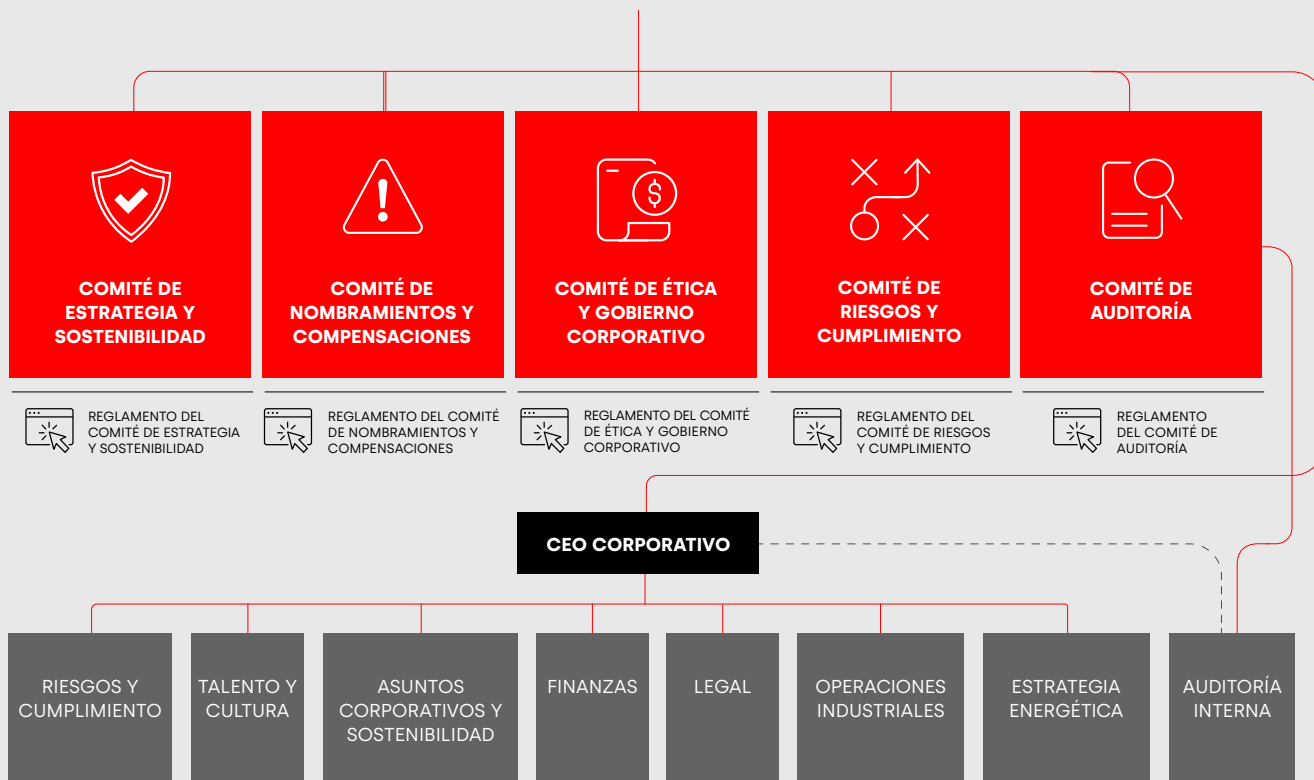 COMITÉ DE
ESTRATEGIA Y
SOSTENIBILIDAD
COMITÉ DE
NOMBRAMIENTOS Y
COMPENSACIONES
COMITÉ DE ÉTICA
Y GOBIERNO
CORPORATIVO
COMITÉ DE
RIESGOS Y
CUMPLIMIENTO
COMITÉ DE
AUDITORÍA
REGLAMENTO DEL
COMITÉ DE ESTRATEGIA
Y SOSTENIBILIDAD
REGLAMENTO DEL COMITÉ
DE NOMBRAMIENTOS Y
COMPENSACIONES
REGLAMENTO DEL COMITÉ
DE ÉTICA Y GOBIERNO
CORPORATIVO
REGLAMENTO DEL
COMITÉ DE RIESGOS
Y CUMPLIMIENTO
REGLAMENTO
DEL COMITÉ DE
AUDITORÍA
CEO CORPORATIVO
RIESGOS Y
CUMPLIMIENTO
TALENTO Y
CULTURA
ASUNTOS
CORPORATIVOS Y
SOSTENIBILIDAD
FINANZAS
LEGAL
OPERACIONES
INDUSTRIALES
ESTRATEGIA
ENERGÉTICA
AUDITORÍA
INTERNA